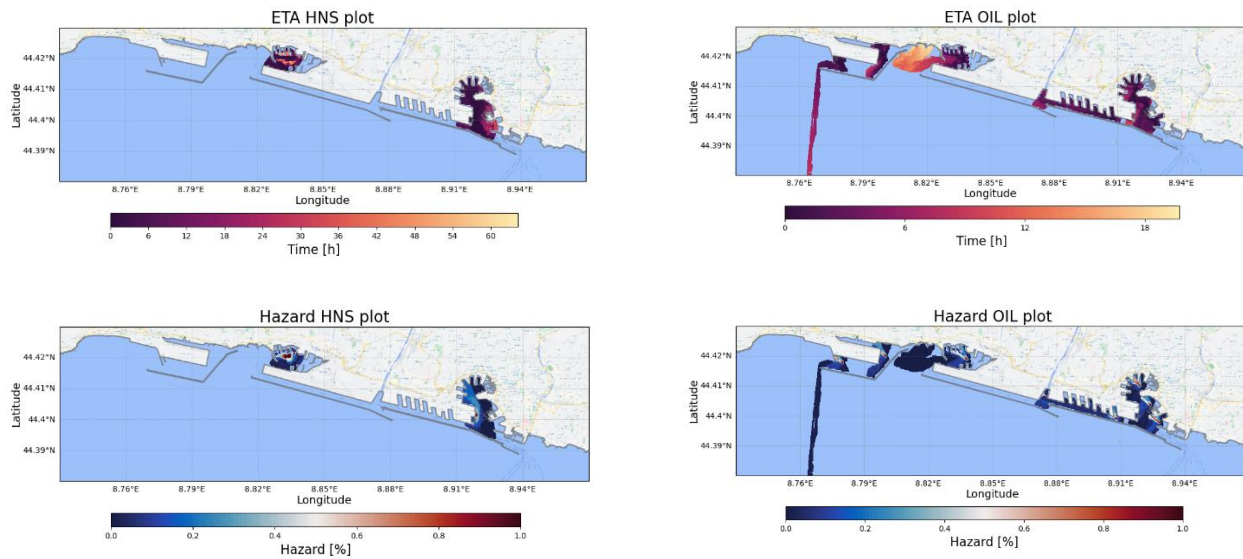 ETA HNS plot
44.42°N
44.41°N
44.4°N
44.39°N
Latitude
8.76°E 8.79°E 8.82°E 8.85°E 8.88°E 8.91°E 8.94°E
Longitude
0 6 12 18 24 30 36 42 48 54 60
Time [h]
ETA OIL plot
44.42°N
44.41°N
44.4°N
44.39°N
Latitude
8.76°E 8.79°E 8.82°E 8.85°E 8.88°E 8.91°E 8.94°E
Longitude
0 6 12 18
Time [h]
Hazard HNS plot
44.42°N
44.41°N
44.4°N
44.39°N
Latitude
8.76°E 8.79°E 8.82°E 8.85°E 8.88°E 8.91°E 8.94°E
Longitude
0.0 0.2 0.4 0.6 0.8 1.0
Hazard [%]
Hazard OIL plot
44.42°N
44.41°N
44.4°N
44.39°N
Latitude
8.76°E 8.79°E 8.82°E 8.85°E 8.88°E 8.91°E 8.94°E
Longitude
0.0 0.2 0.4 0.6 0.8 1.0
Hazard [%]